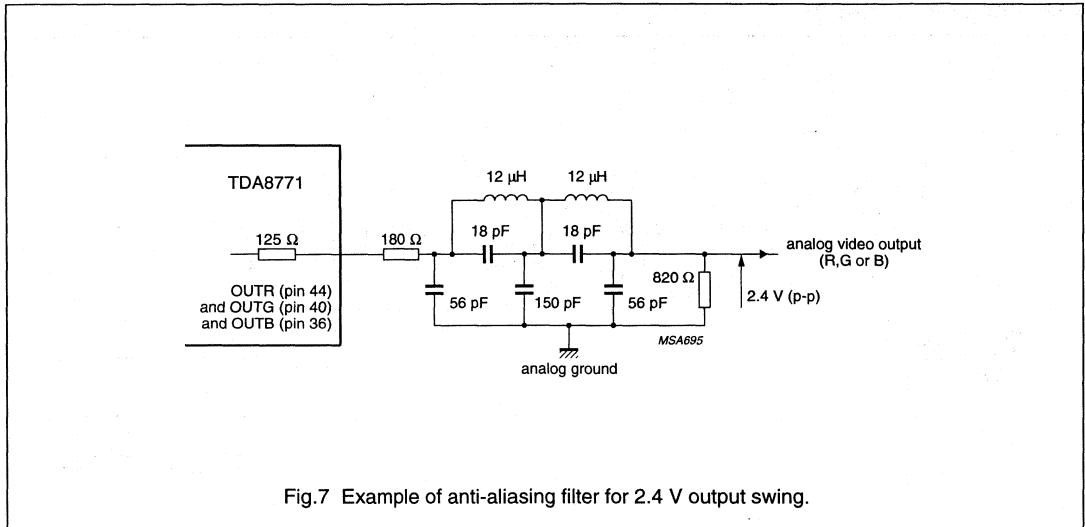 TDA8771
125 Ω
OUTR (pin 44)
and OUTG (pin 40)
and OUTB (pin 36)
180 Ω
12 µH
12 µH
18 pF
18 pF
56 pF
150 pF
56 pF
820 Ω
analog video output
(R,G or B)
2.4 V (p-p)
MSA695
analog ground
Fig.7 Example of anti-aliasing filter for 2.4 V output swing.